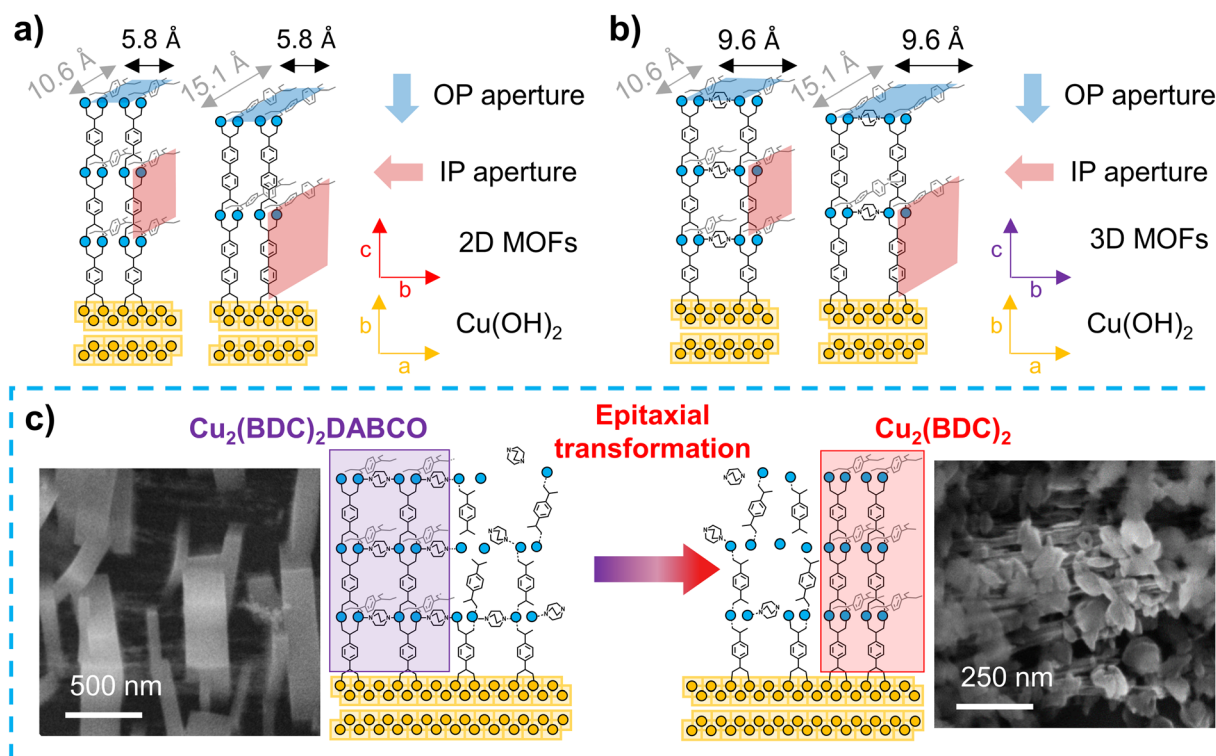 a)
5.8 Å
5.8 Å
10.6 Å
15.1 Å
OP aperture
IP aperture
2D MOFs
c
b
Cu(OH)₂
b
a
b)
9.6 Å
9.6 Å
10.6 Å
15.1 Å
OP aperture
IP aperture
3D MOFs
c
b
Cu(OH)₂
b
a
c)
Cu₂(BDC)₂DABCO
Epitaxial
transformation
Cu₂(BDC)₂
500 nm
250 nm